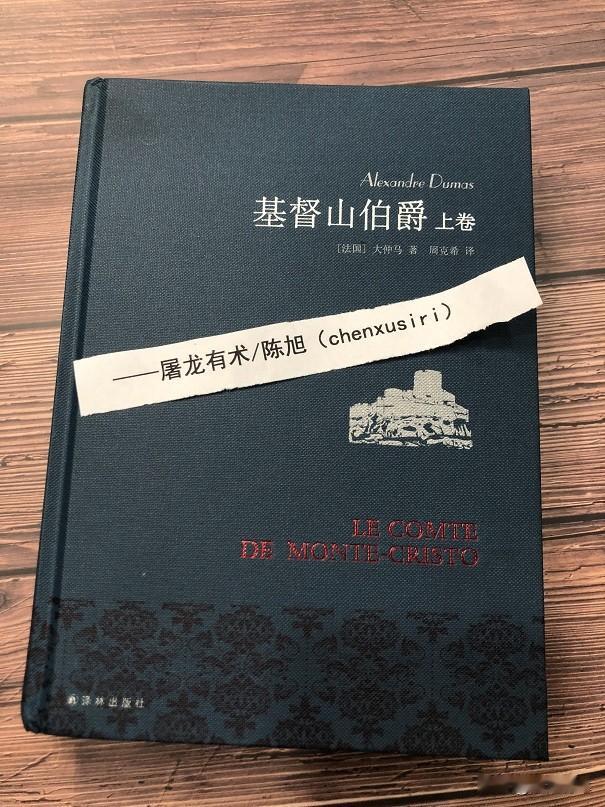 Alexandre Dumas
基督山伯爵 上卷
[法国] 大仲马 著 周克希 译
——屠龙有术/陈旭（chenxusiri）
LE COMTE
DE MONTE-CRISTO
译林出版社